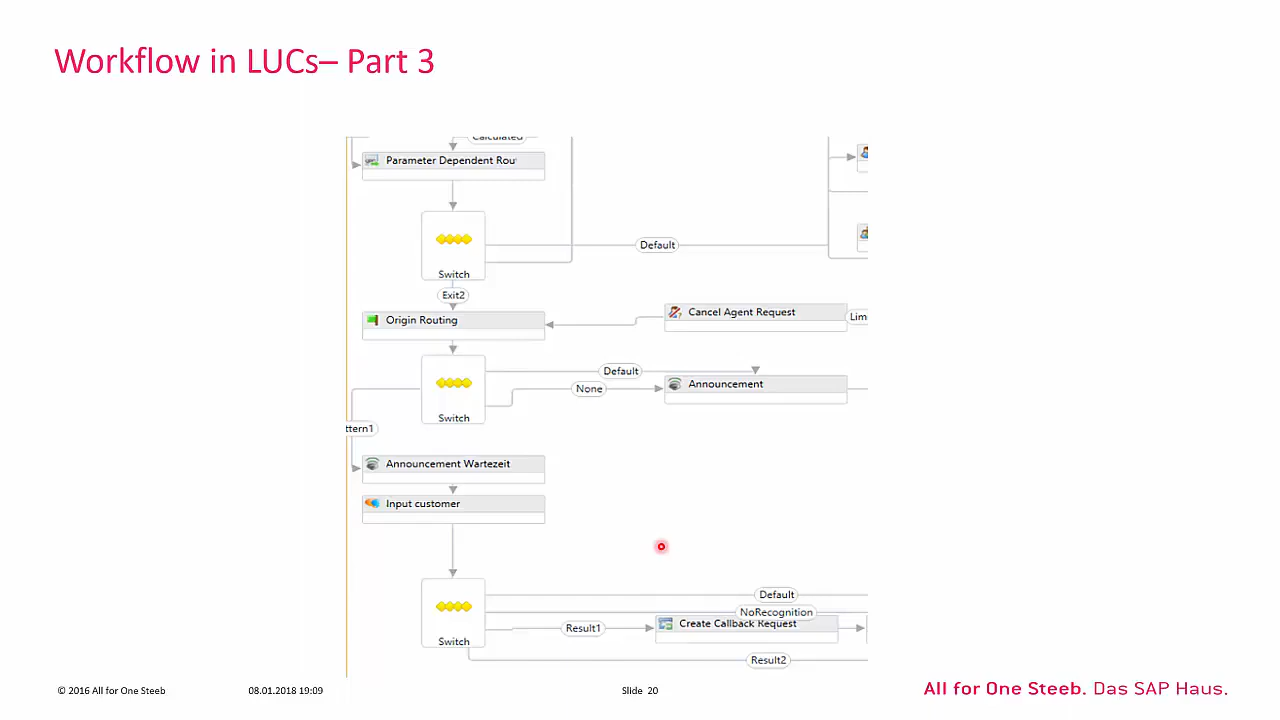 Workflow in LUCs– Part 3
Calculated
Parameter Dependent Rou
Default
Switch
Exit2
Origin Routing
Cancel Agent Request
Lim
Default
None
Announcement
Switch
ttern1
Announcement Wartezeit
Input customer
Default
NoRecognition
Result1
Create Callback Request
Switch
Result2
© 2016 All for One Steeb
08.01.2018 19:09
Slide 20
All for One Steeb. Das SAP Haus.